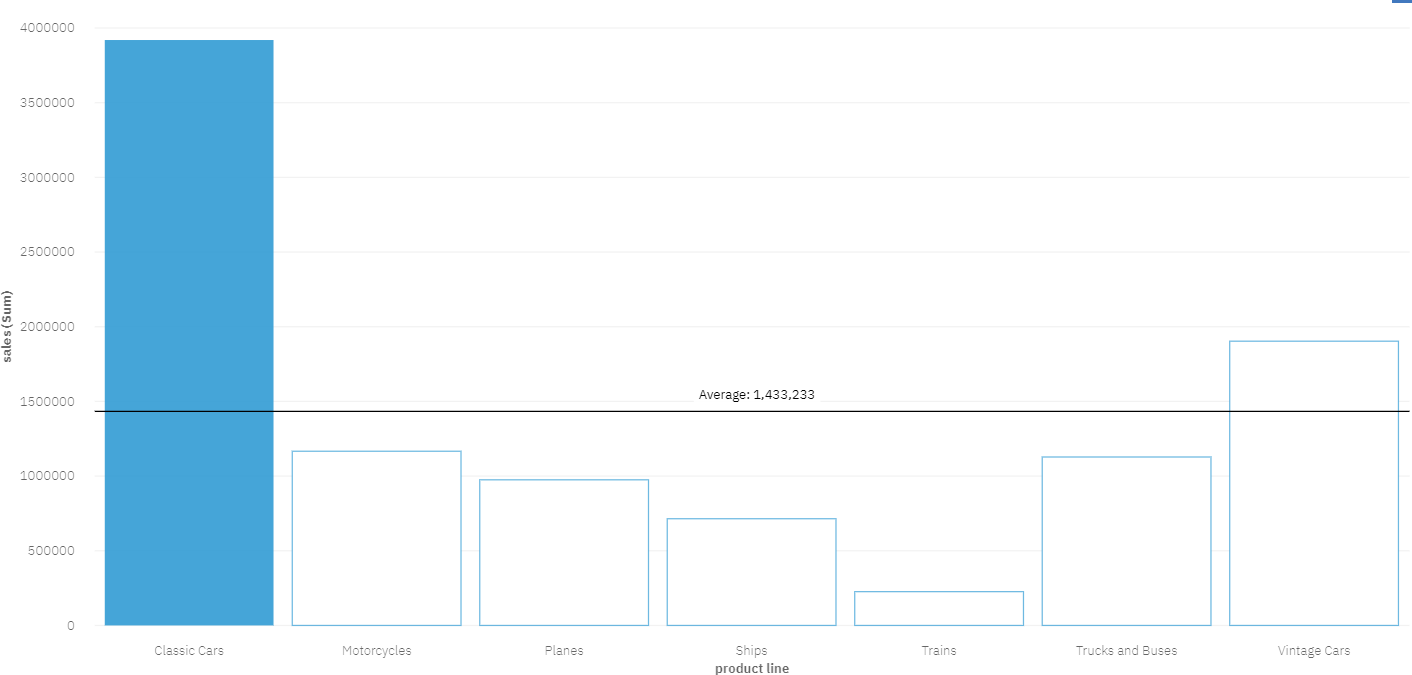 4000000
3500000
3000000
2500000
2000000
1500000
1000000
500000
0
sales (Sum)
Average: 1,433,233
Classic Cars Motorcycles Planes Ships Trains Trucks and Buses Vintage Cars
product line